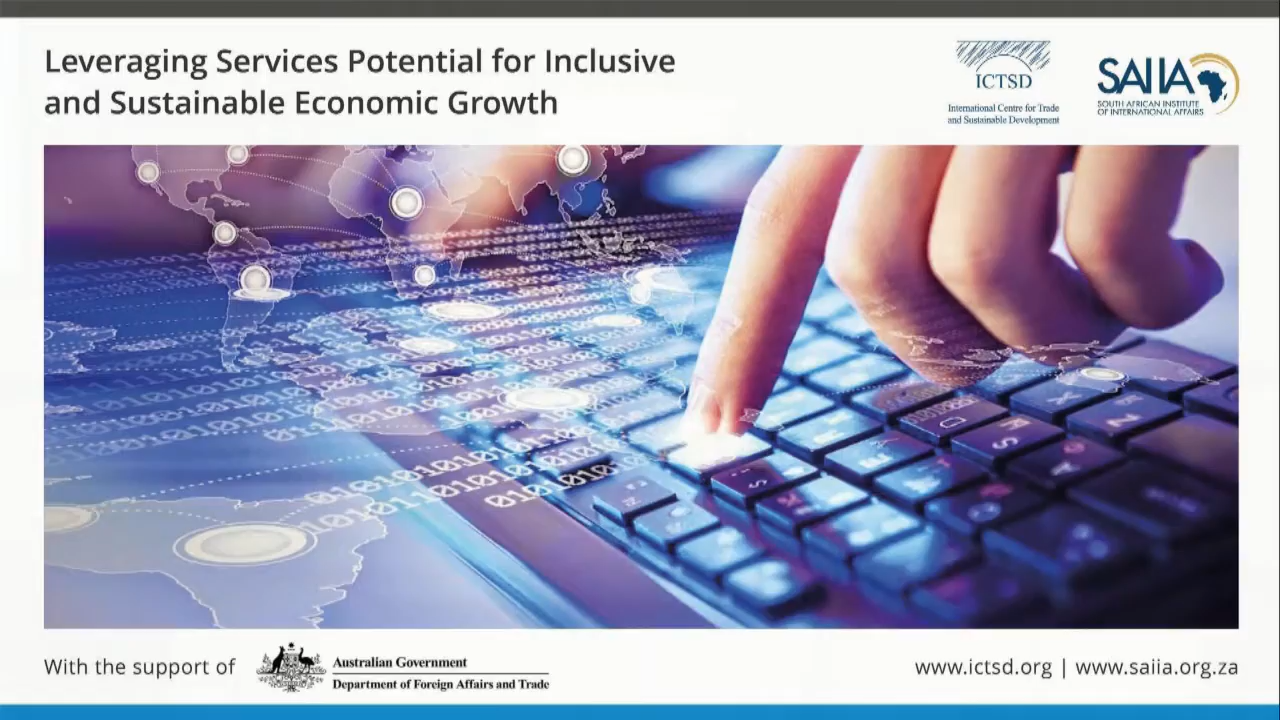 Leveraging Services Potential for Inclusive
and Sustainable Economic Growth
ICTSD
International Centre for Trade
and Sustainable Development
SAIIA
SOUTH AFRICAN INSTITUTE
OF INTERNATIONAL AFFAIRS
With the support of
Australian Government
Department of Foreign Affairs and Trade
www.ictsd.org | www.saiia.org.za